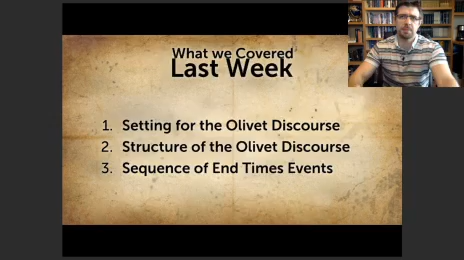 What we Covered
Last Week
1. Setting for the Olivet Discourse
2. Structure of the Olivet Discourse
3. Sequence of End Times Events